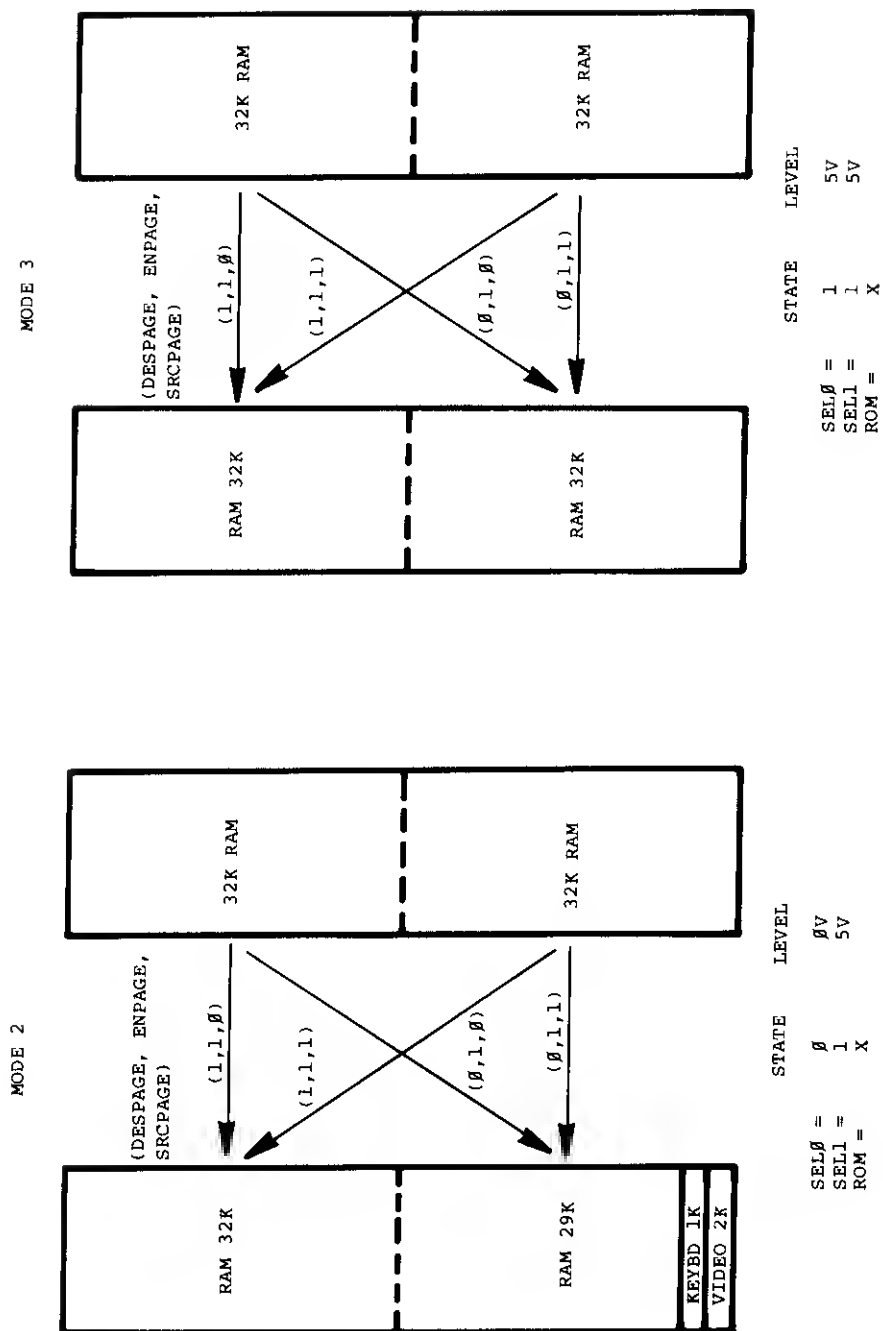 MODE 2
(DESPAGE, ENPAGE,
SRCPAGE)
RAM 32K
32K RAM
(1,1,Ø)
(1,1,1)
(Ø,1,Ø)
(Ø,1,1)
RAM 29K
32K RAM
KEYBD 1K
VIDEO 2K
STATE LEVEL
SELØ = Ø ØV
SEL1 = 1 5V
ROM = X
MODE 3
(DESPAGE, ENPAGE,
SRCPAGE)
RAM 32K
32K RAM
(1,1,Ø)
(1,1,1)
(Ø,1,Ø)
(Ø,1,1)
RAM 32K
32K RAM
STATE LEVEL
SELØ = 1 5V
SEL1 = 1 5V
ROM = X